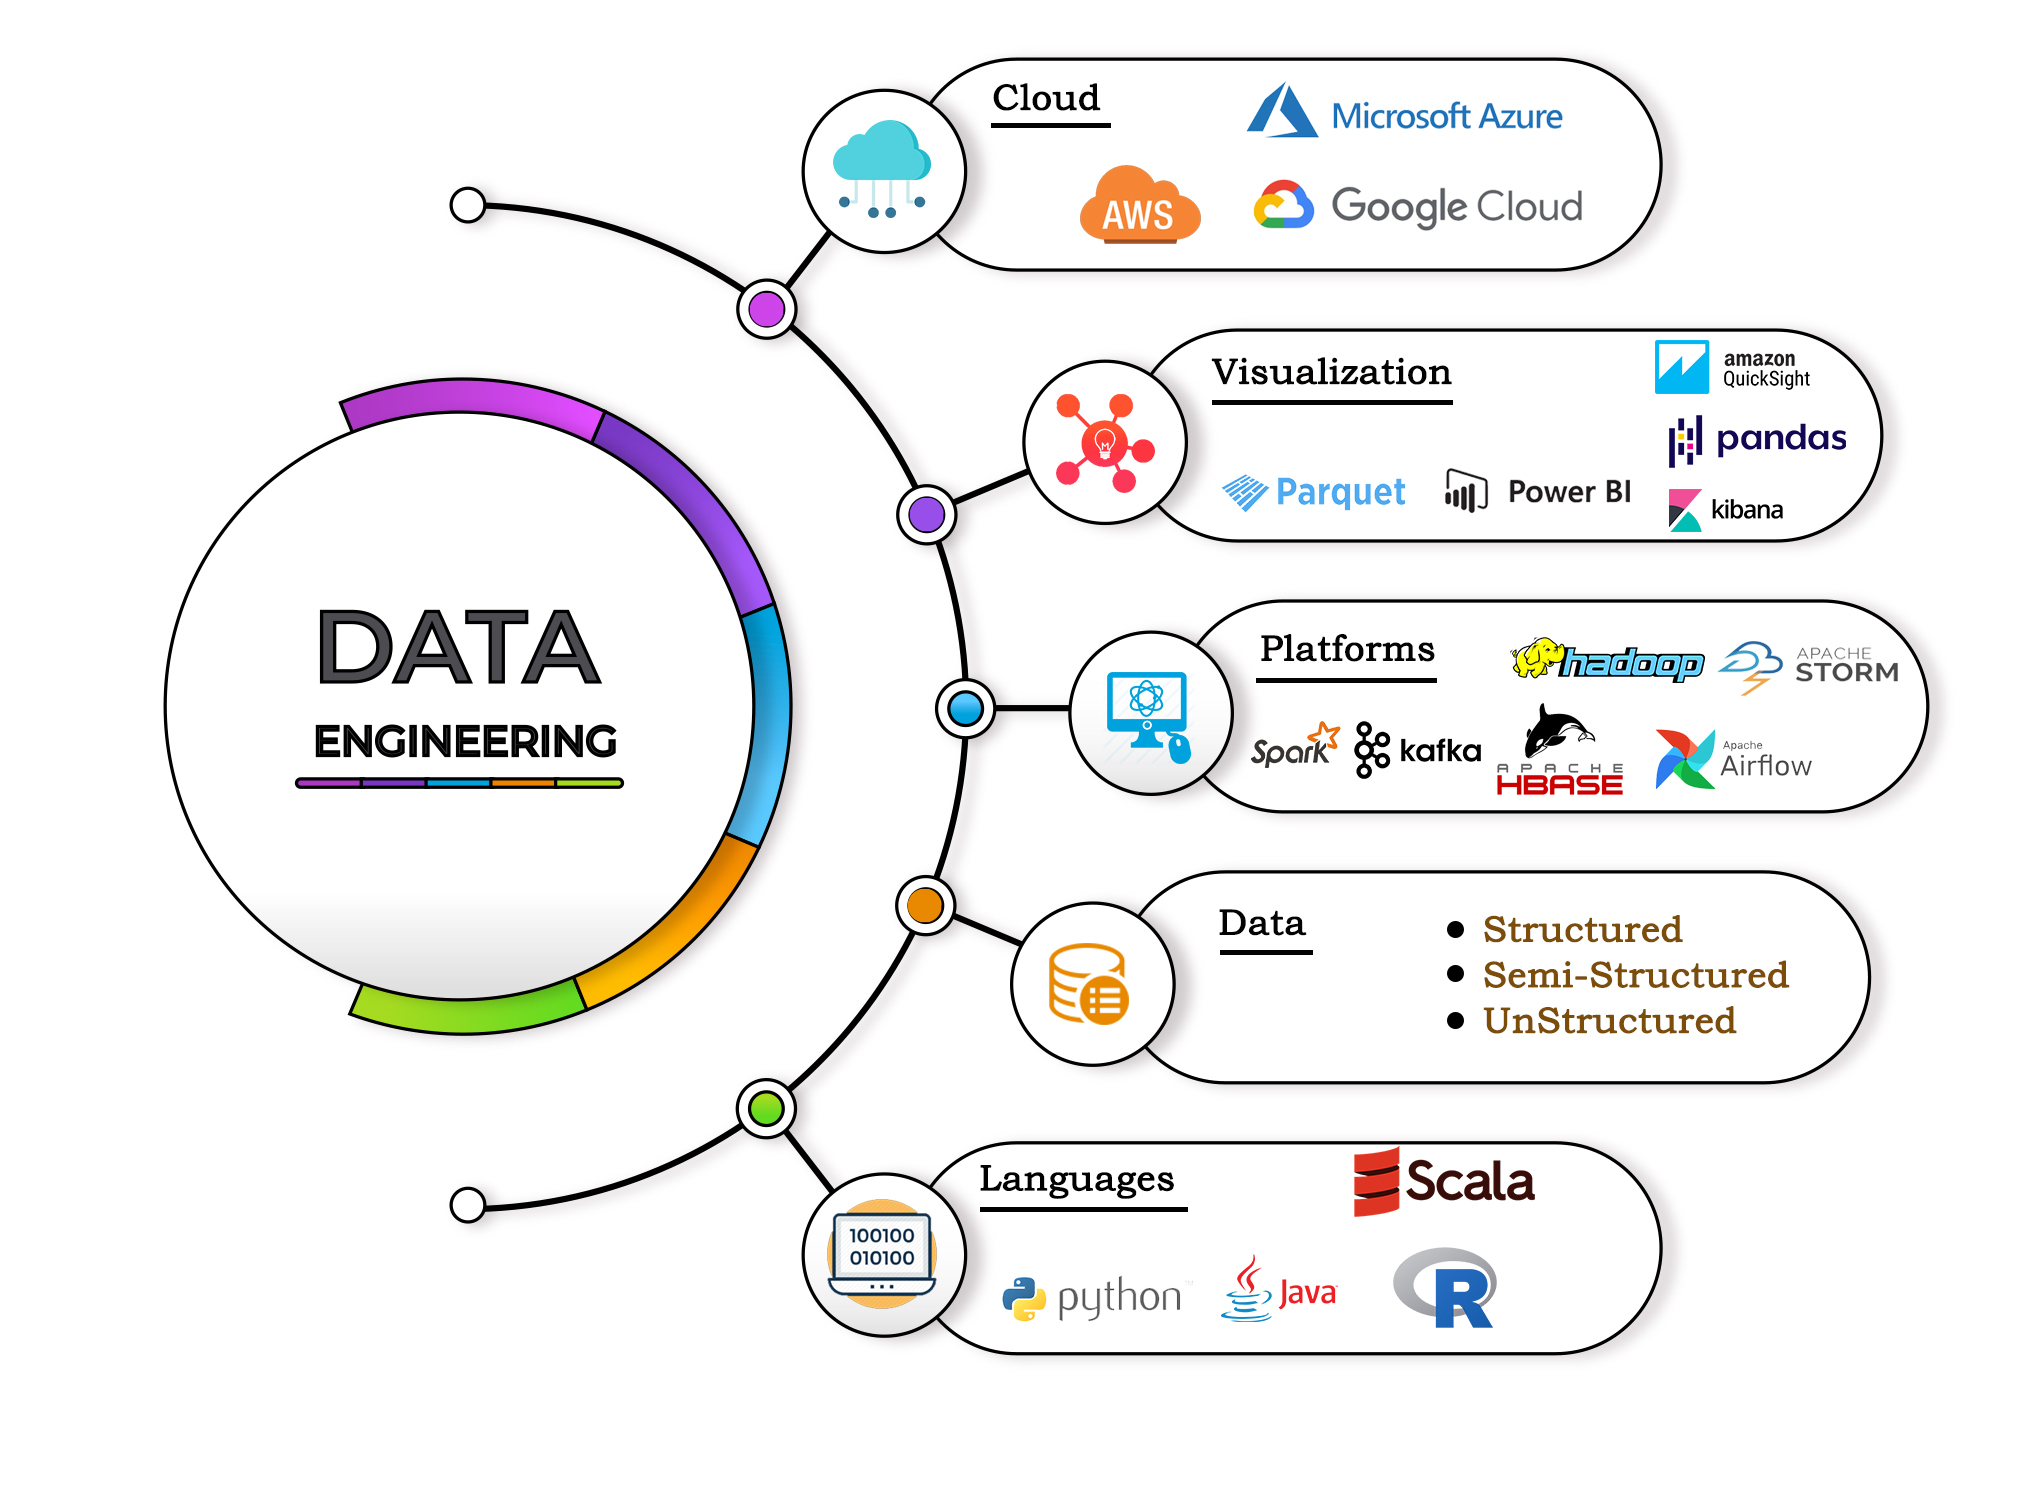 DATA
ENGINEERING
Cloud
Microsoft Azure
AWS
Google Cloud
Visualization
amazon
QuickSight
pandas
Parquet
Power BI
kibana
Platforms
hadoop
APACHE
STORM
Spark
kafka
APACHE
HBASE
Apache
Airflow
Data
Structured
Semi-Structured
UnStructured
Languages
Scala
100100
010100
python
Java
R